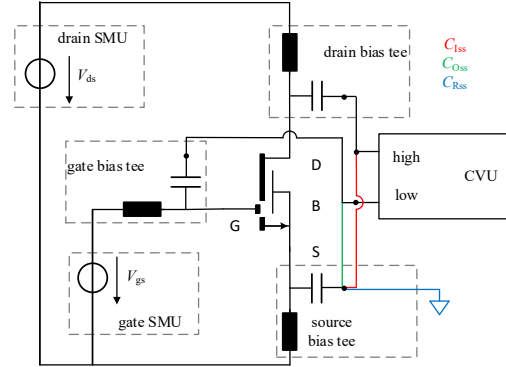 drain SMU
drain bias tee
V_ds
C_Iss
C_Oss
C_Rss
gate bias tee
D
high
CVU
B
low
G
S
V_gs
gate SMU
source
bias tee